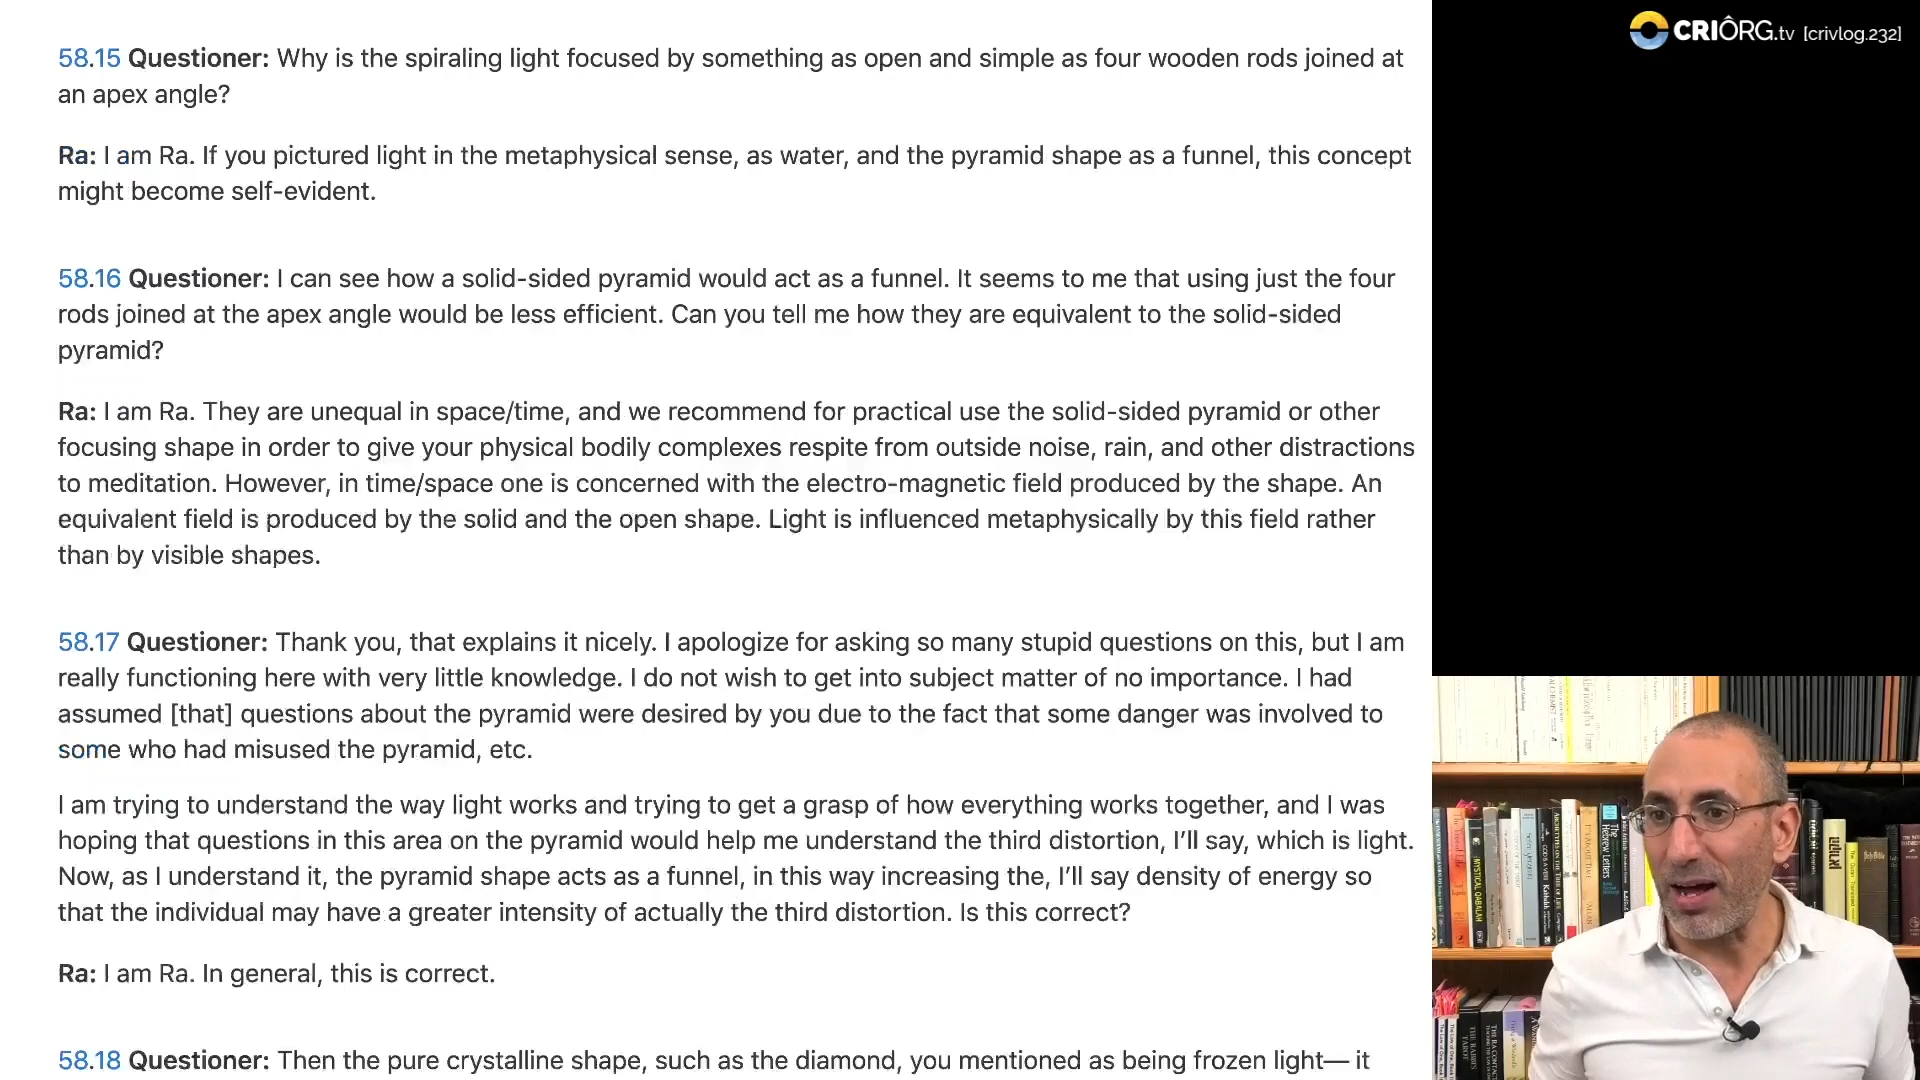 CRIÔRG.tv [crivlog.232]
58.15 Questioner: Why is the spiraling light focused by something as open and simple as four wooden rods joined at
an apex angle?
Ra: I am Ra. If you pictured light in the metaphysical sense, as water, and the pyramid shape as a funnel, this concept
might become self-evident.
58.16 Questioner: I can see how a solid-sided pyramid would act as a funnel. It seems to me that using just the four
rods joined at the apex angle would be less efficient. Can you tell me how they are equivalent to the solid-sided
pyramid?
Ra: I am Ra. They are unequal in space/time, and we recommend for practical use the solid-sided pyramid or other
focusing shape in order to give your physical bodily complexes respite from outside noise, rain, and other distractions
to meditation. However, in time/space one is concerned with the electro-magnetic field produced by the shape. An
equivalent field is produced by the solid and the open shape. Light is influenced metaphysically by this field rather
than by visible shapes.
58.17 Questioner: Thank you, that explains it nicely. I apologize for asking so many stupid questions on this, but I am
really functioning here with very little knowledge. I do not wish to get into subject matter of no importance. I had
assumed [that] questions about the pyramid were desired by you due to the fact that some danger was involved to
some who had misused the pyramid, etc.
I am trying to understand the way light works and trying to get a grasp of how everything works together, and I was
hoping that questions in this area on the pyramid would help me understand the third distortion, I’ll say, which is light.
Now, as I understand it, the pyramid shape acts as a funnel, in this way increasing the, I’ll say density of energy so
that the individual may have a greater intensity of actually the third distortion. Is this correct?
Ra: I am Ra. In general, this is correct.
58.18 Questioner: Then the pure crystalline shape, such as the diamond, you mentioned as being frozen light— it
The Hebrew Letters
MYSTICAL QABALAH